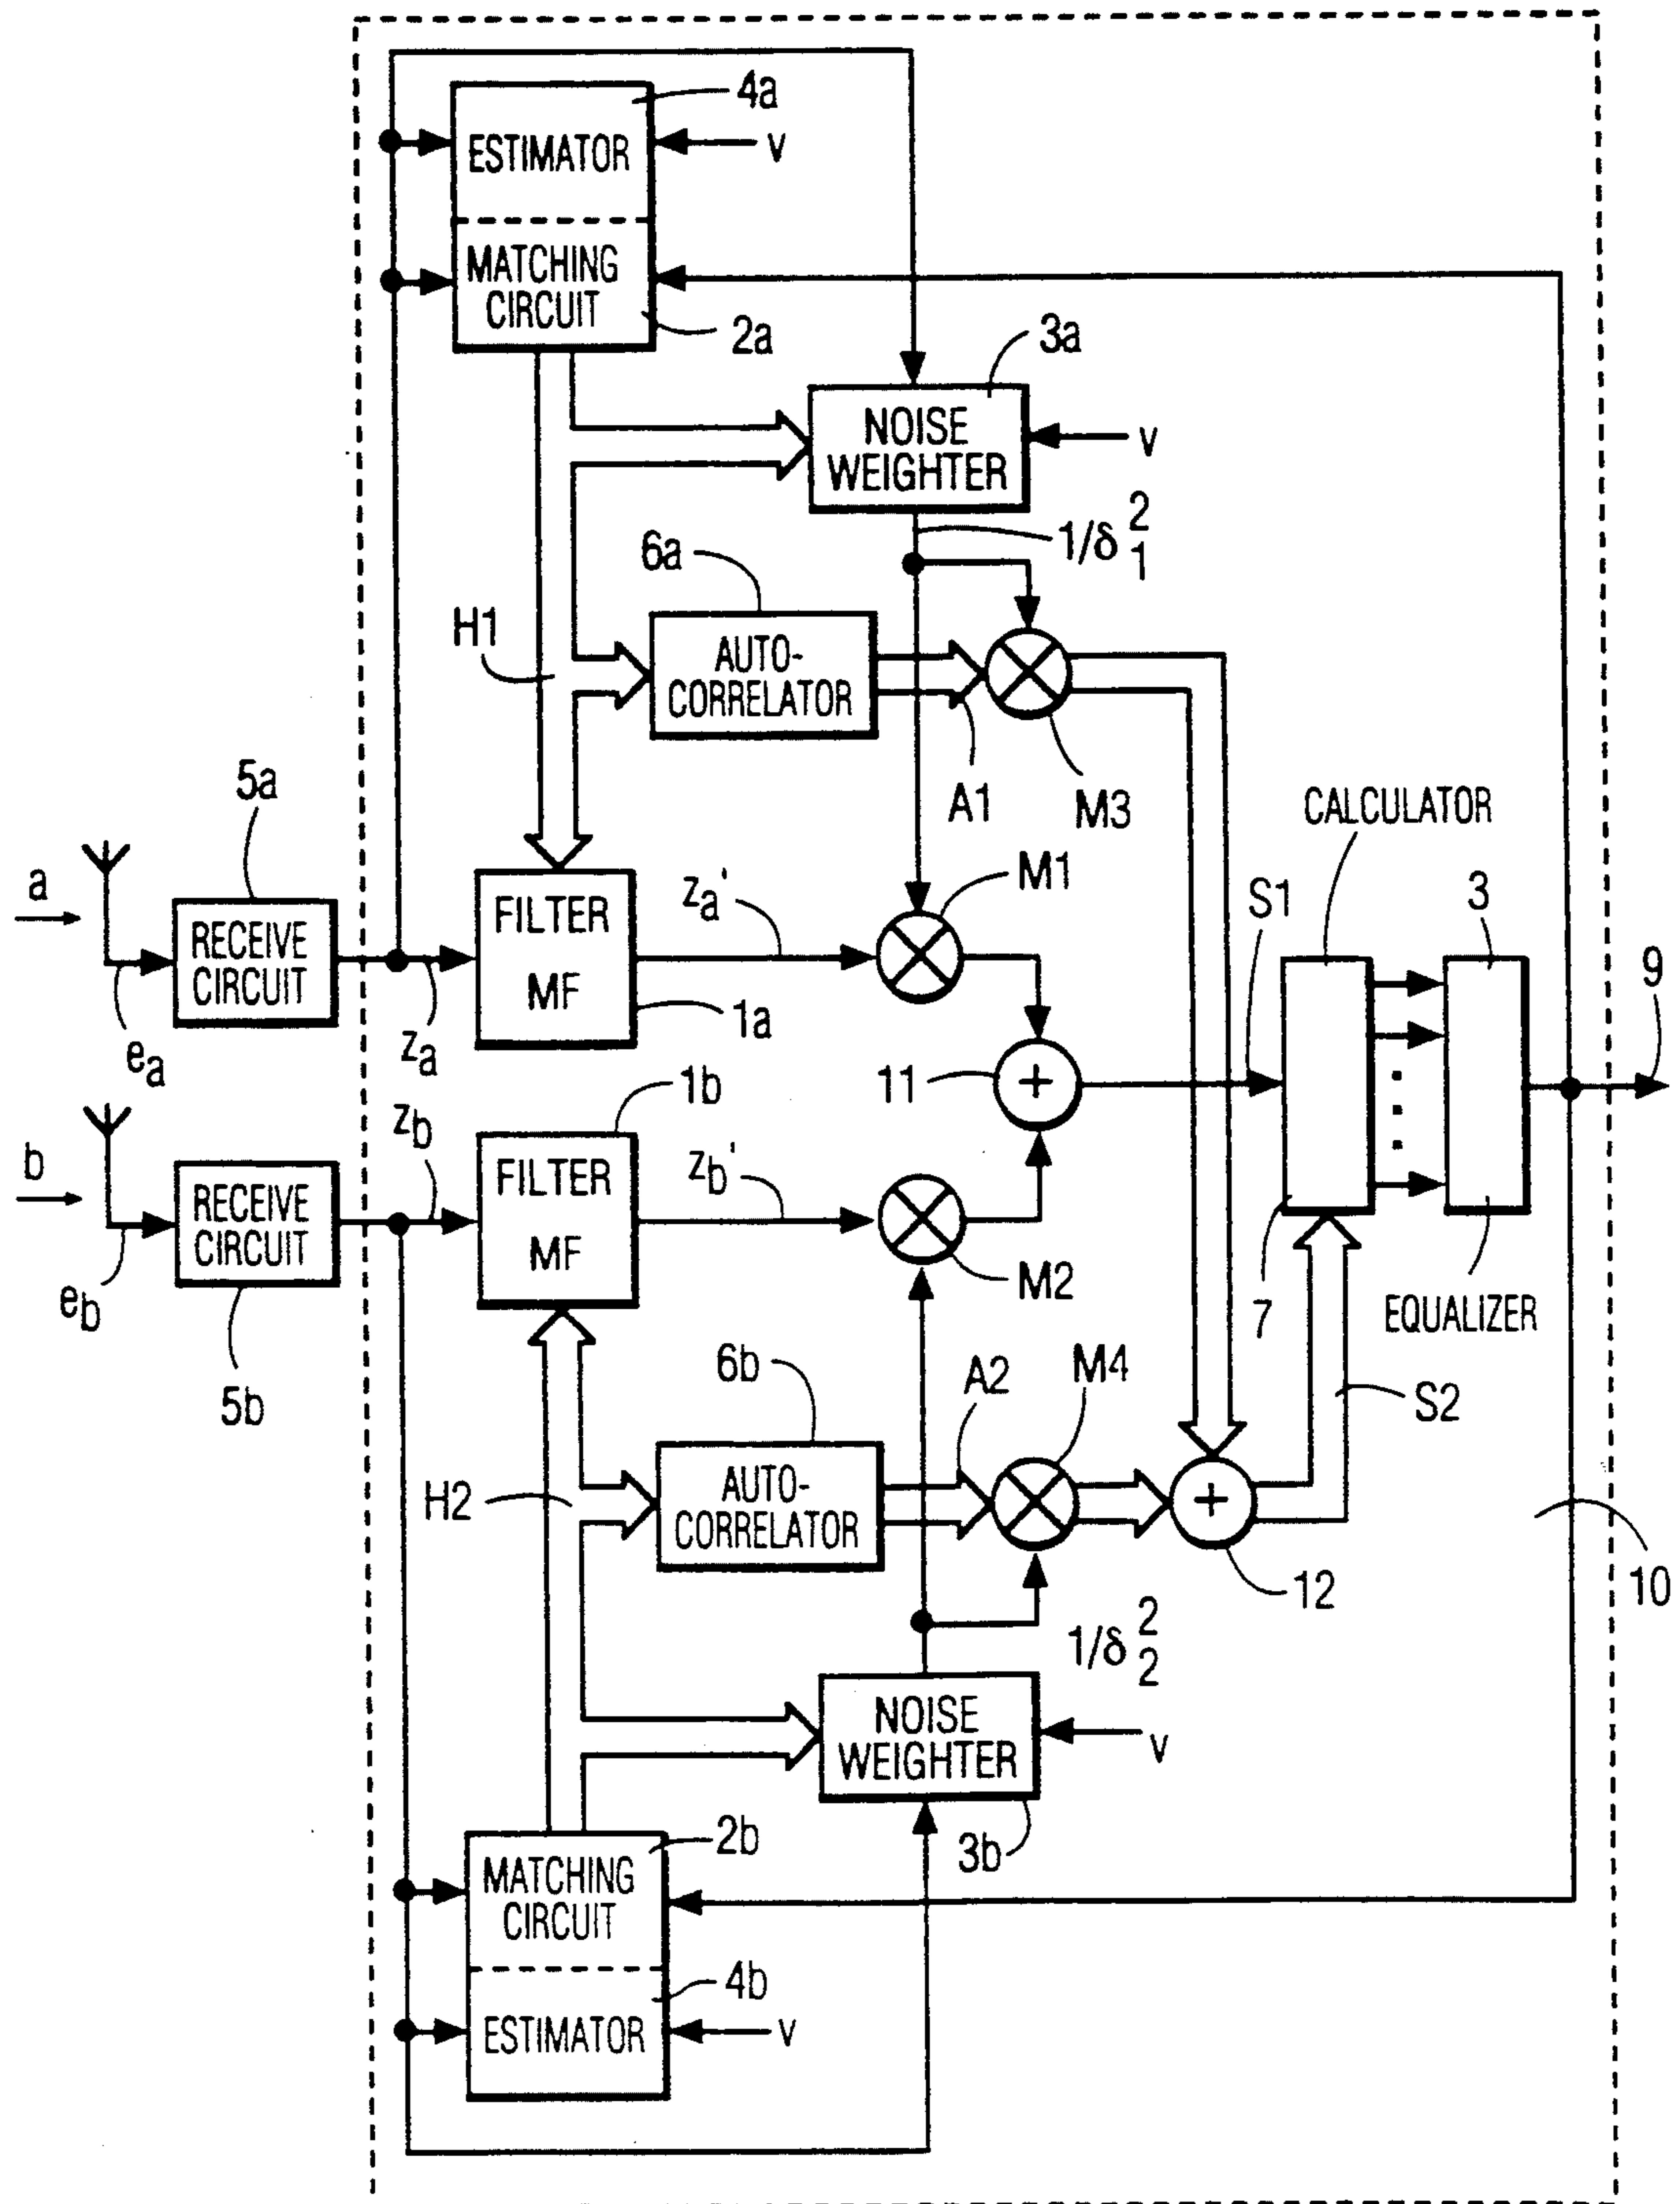 4a
ESTIMATOR
V
MATCHING
CIRCUIT
2a
3a
NOISE
WEIGHTER
V
1/δ 2 1
6a
H1
AUTO-
CORRELATOR
A1
M3
5a
CALCULATOR
a
RECEIVE
CIRCUIT
FILTER
MF
za'
M1
S1
3
9
ea
za
1a
11
+
1b
b
zb
RECEIVE
CIRCUIT
FILTER
MF
zb'
M2
eb
7
EQUALIZER
5b
6b
A2
M4
S2
H2
AUTO-
CORRELATOR
+
12
10
1/δ 2 2
NOISE
WEIGHTER
V
2b
3b
MATCHING
CIRCUIT
4b
ESTIMATOR
V